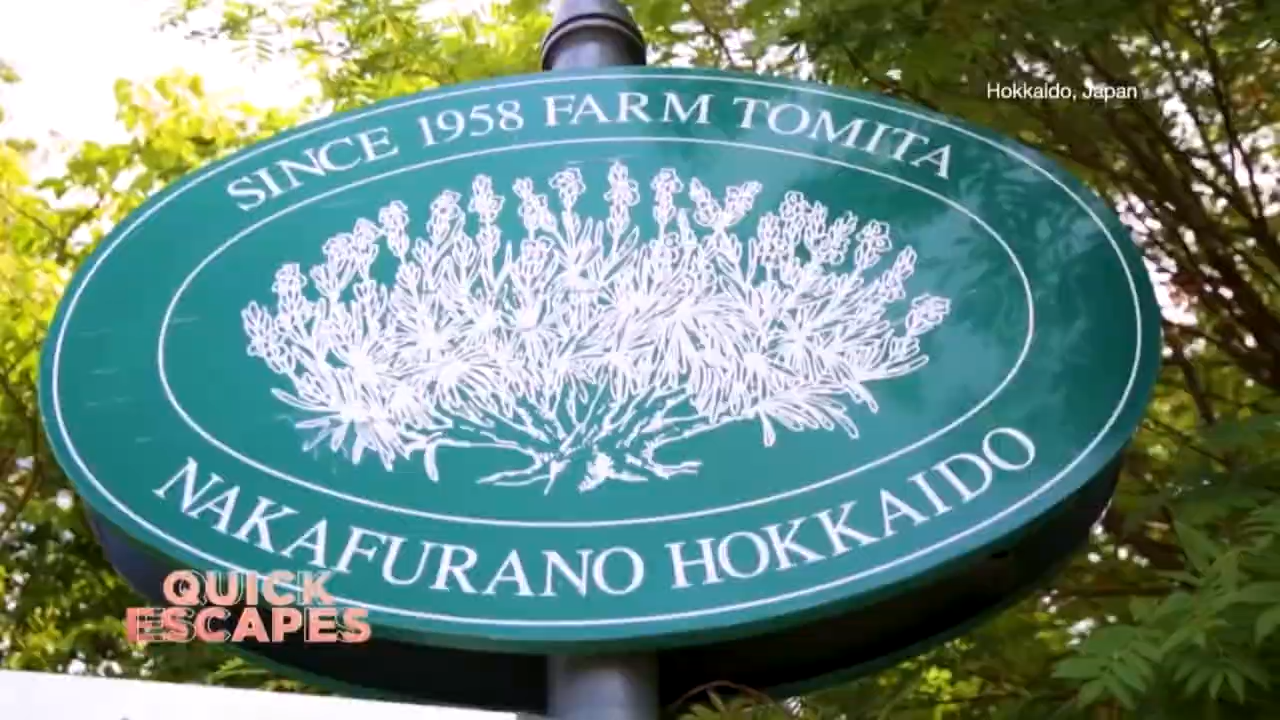 Hokkaido, Japan
SINCE 1958 FARM TOMITA
NAKAFURANO HOKKAIDO
QUICK
ESCAPES